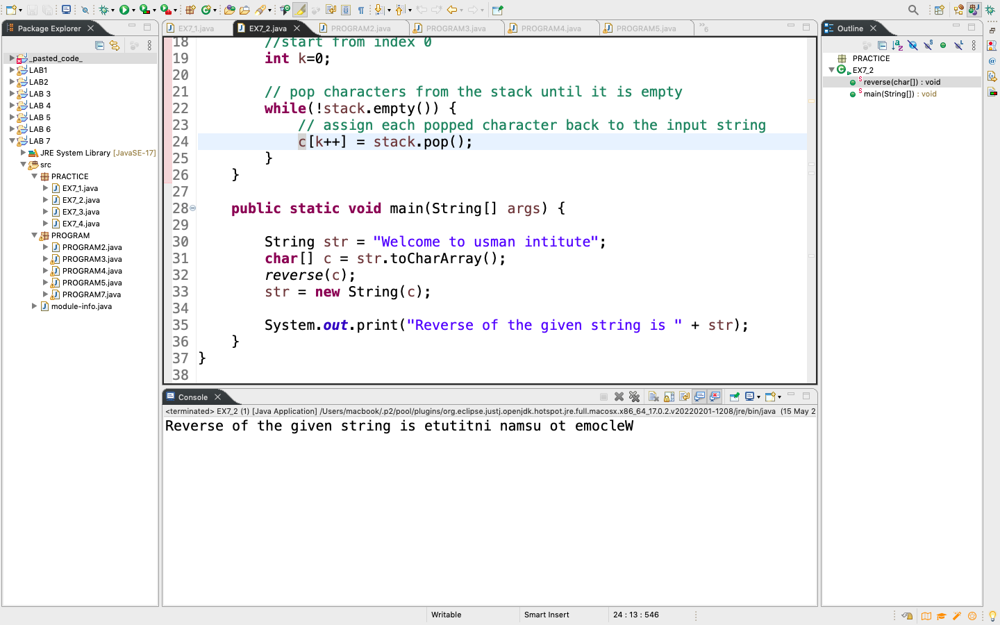 Package Explorer
_pasted_code_
LAB1
LAB2
LAB 3
LAB 4
LAB 5
LAB 6
LAB 7
JRE System Library [JavaSE-17]
src
PRACTICE
EX7_1.java
EX7_2.java
EX7_3.java
EX7_4.java
PROGRAM
PROGRAM2.java
PROGRAM3.java
PROGRAM4.java
PROGRAM5.java
PROGRAM7.java
module-info.java
EX7_1.java EX7_2.java PROGRAM2.java PROGRAM3.java PROGRAM4.java PROGRAM5.java »6
18 //start from index 0
19 int k=0;
20
21 // pop characters from the stack until it is empty
22 while(!stack.empty()) {
23 // assign each popped character back to the input string
24 c[k++] = stack.pop();
25 }
26 }
27
28 public static void main(String[] args) {
29
30 String str = "Welcome to usman intitute";
31 char[] c = str.toCharArray();
32 reverse(c);
33 str = new String(c);
34
35 System.out.print("Reverse of the given string is " + str);
36 }
37 }
38
Console
<terminated> EX7_2 (1) [Java Application] /Users/macbook/.p2/pool/plugins/org.eclipse.justj.openjdk.hotspot.jre.full.macosx.x86_64_17.0.2.v20220201-1208/jre/bin/java (15 May 2
Reverse of the given string is etutitni namsu ot emocleW
Outline
PRACTICE
EX7_2
reverse(char[]) : void
main(String[]) : void
Writable Smart Insert 24 : 13 : 546